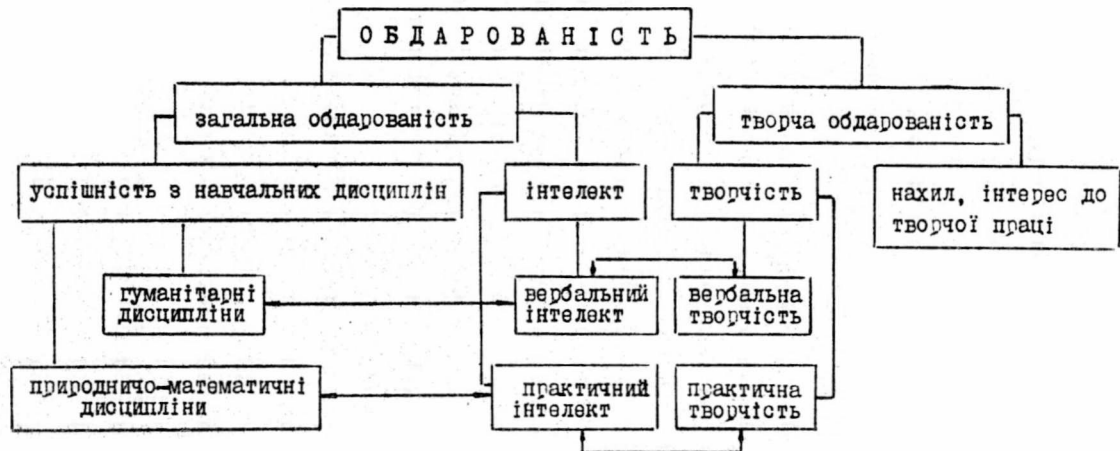 ОБДАРОВАНІСТЬ
загальна обдарованість
творча обдарованість
успішність з навчальних дисциплін
інтелект
творчість
нахил, інтерес до
творчої праці
гуманітарні
дисципліни
вербальний
інтелект
вербальна
творчість
природничо-математичні
дисципліни
практичний
інтелект
практична
творчість